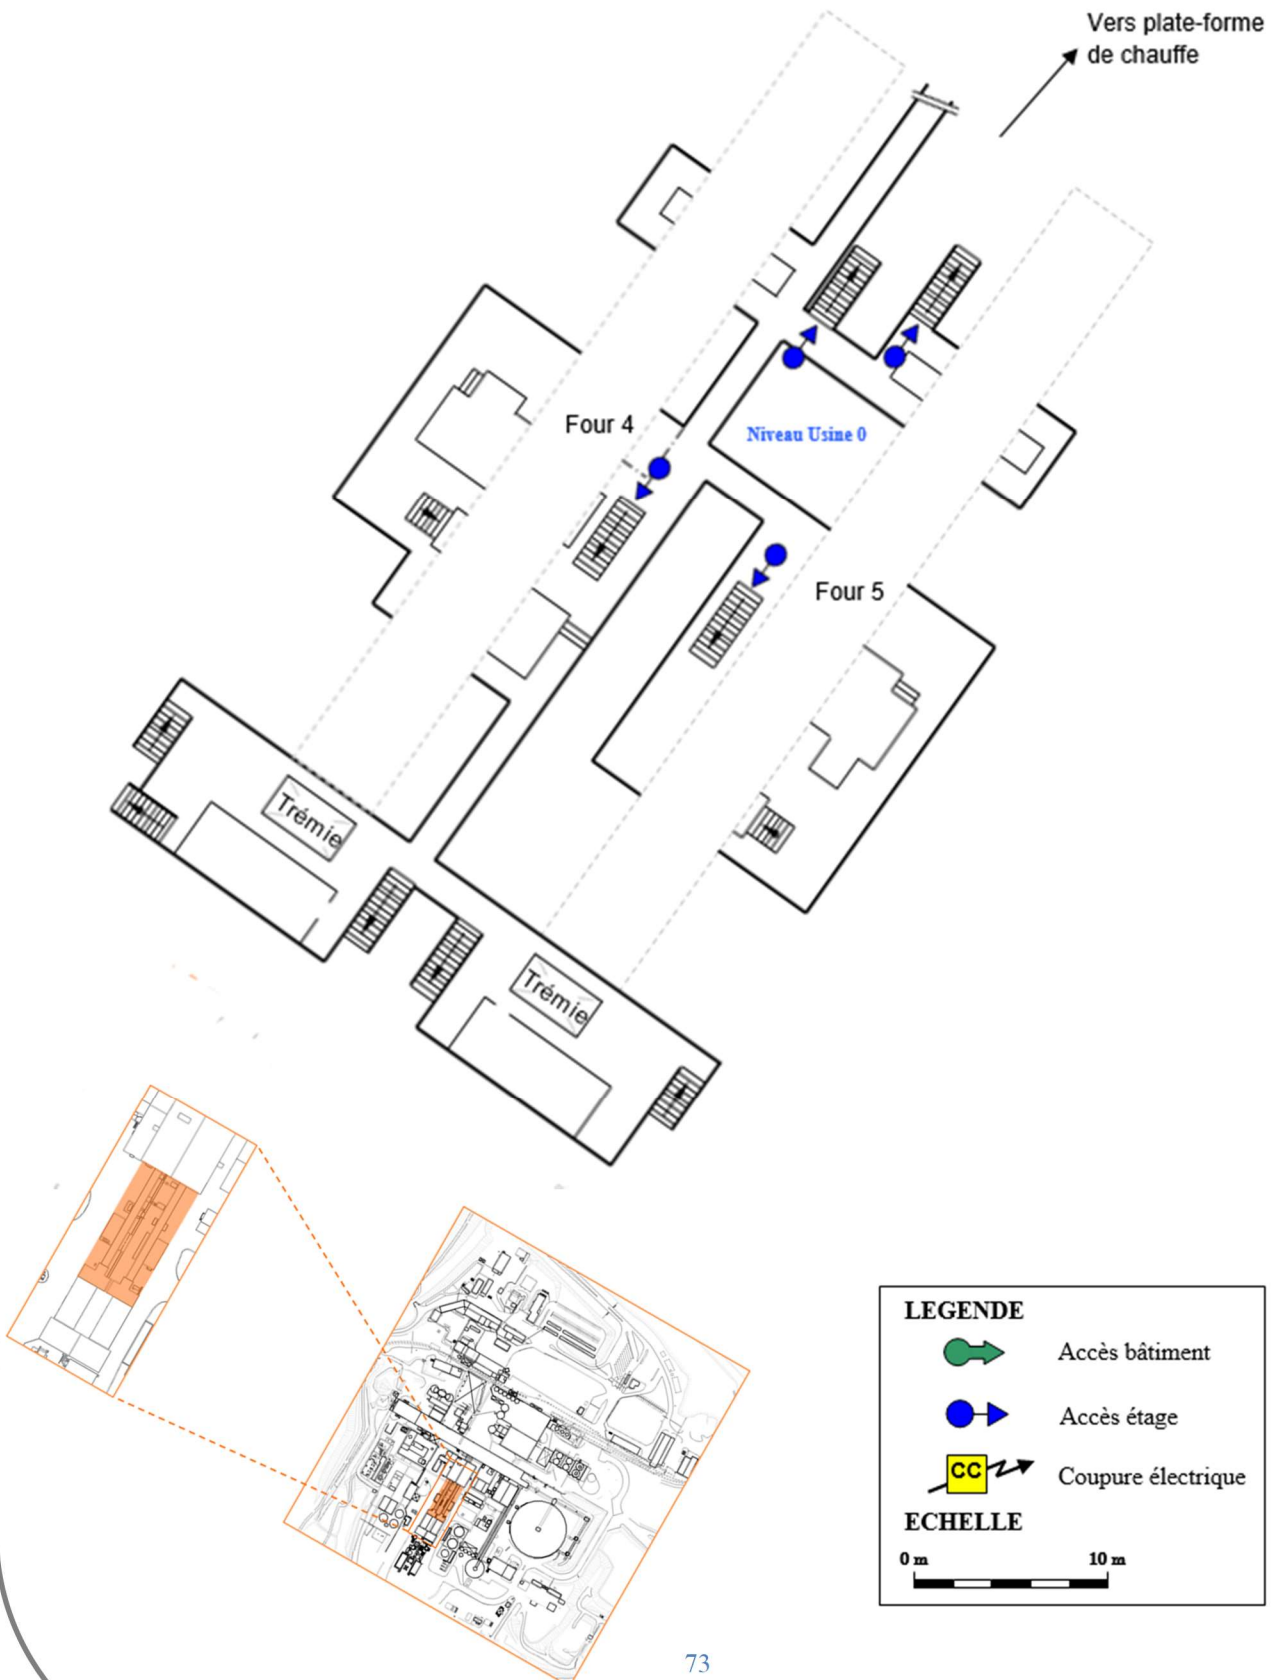 Vers plate-forme
de chauffe
Four 4
Niveau Usine 0
Four 5
Trémie
Trémie
LEGENDE
Accès bâtiment
Accès étage
CC
Coupure électrique
ECHELLE
0 m 10 m
73